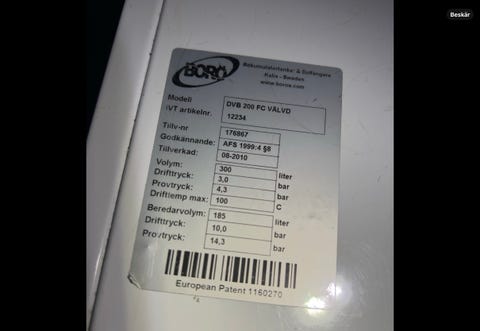 Beskär
BORÖ
Ackumulatortankar & Solfångare
Kalix - Sweden
www.boroe.com
Modell DVB 200 FC VÄLVD
IVT artikelnr. 12234
Tillv-nr 176867
Godkännande: AFS 1999:4 §8
Tillverkad: 08-2010
Volym: 300 liter
Drifttryck: 3,0 bar
Provtryck: 4,3 bar
Drifttemp max: 100 C
Beredarvolym: 185 liter
Drifttryck: 10,0 bar
Provtryck: 14,3 bar
European Patent 1160270